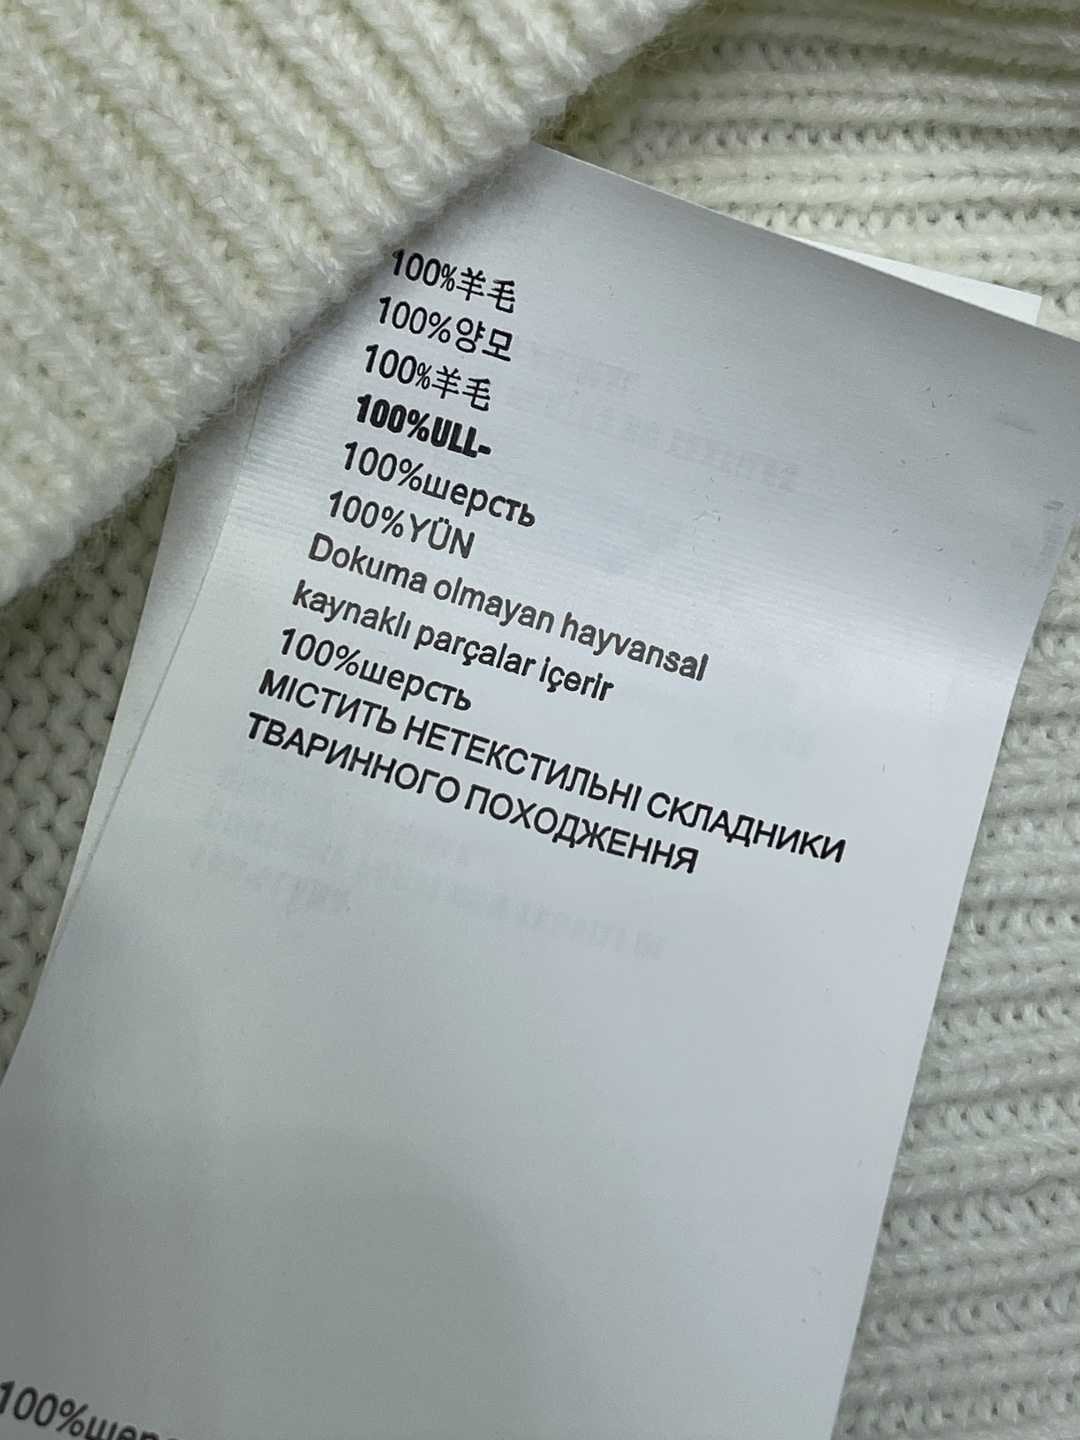 100%羊毛
100%양모
100%羊毛
100%ULL-
100%шерсть
100%YÜN
Dokuma olmayan hayvansal
kaynaklı parçalar içerir
100%шерсть
МІСТИТЬ НЕТЕКСТИЛЬНІ СКЛАДНИКИ
ТВАРИННОГО ПОХОДЖЕННЯ